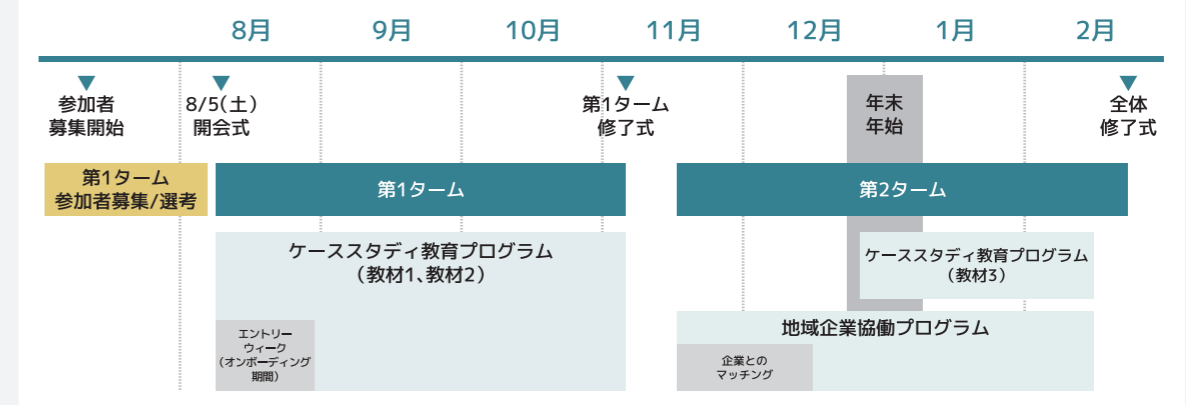 8月
9月
10月
11月
12月
1月
2月
参加者
募集開始
8/5(土)
開会式
第1ターム
修了式
年末
年始
全体
修了式
第1ターム
参加者募集/選考
第1ターム
第2ターム
ケーススタディ教育プログラム
（教材1、教材2）
エントリー
ウィーク
（オンボーディング
期間）
ケーススタディ教育プログラム
（教材3）
地域企業協働プログラム
企業との
マッチング